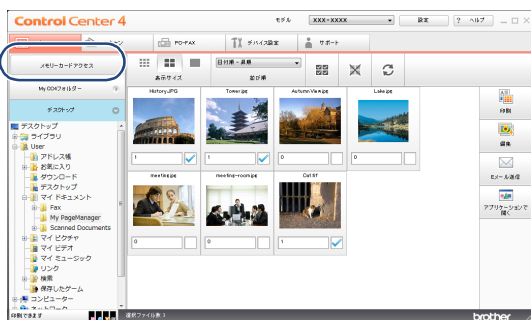 Control Center 4
モデル
XXX-XXXX
設定
? ヘルプ
PC-FAX
デバイス設定
サポート
メモリーカードアクセス
表示サイズ
日付順 - 昇順
並び順
My CC4フォルダー
デスクトップ
デスクトップ
ライブラリ
User
アドレス帳
お気に入り
ダウンロード
デスクトップ
マイ ドキュメント
Fax
My PageManager
Scanned Documents
マイ ピクチャ
マイ ビデオ
マイ ミュージック
リンク
検索
保存したゲーム
コンピューター
ネットワーク
History.JPG
Tower.jpg
AutumnView.jpg
Lake.jpg
1
1
0
0
meeting.jpg
meeting-room.jpg
Cat.tif
0
0
1
印刷
編集
Eメール送信
アプリケーションで
開く
印刷できます
選択ファイル数 3
brother